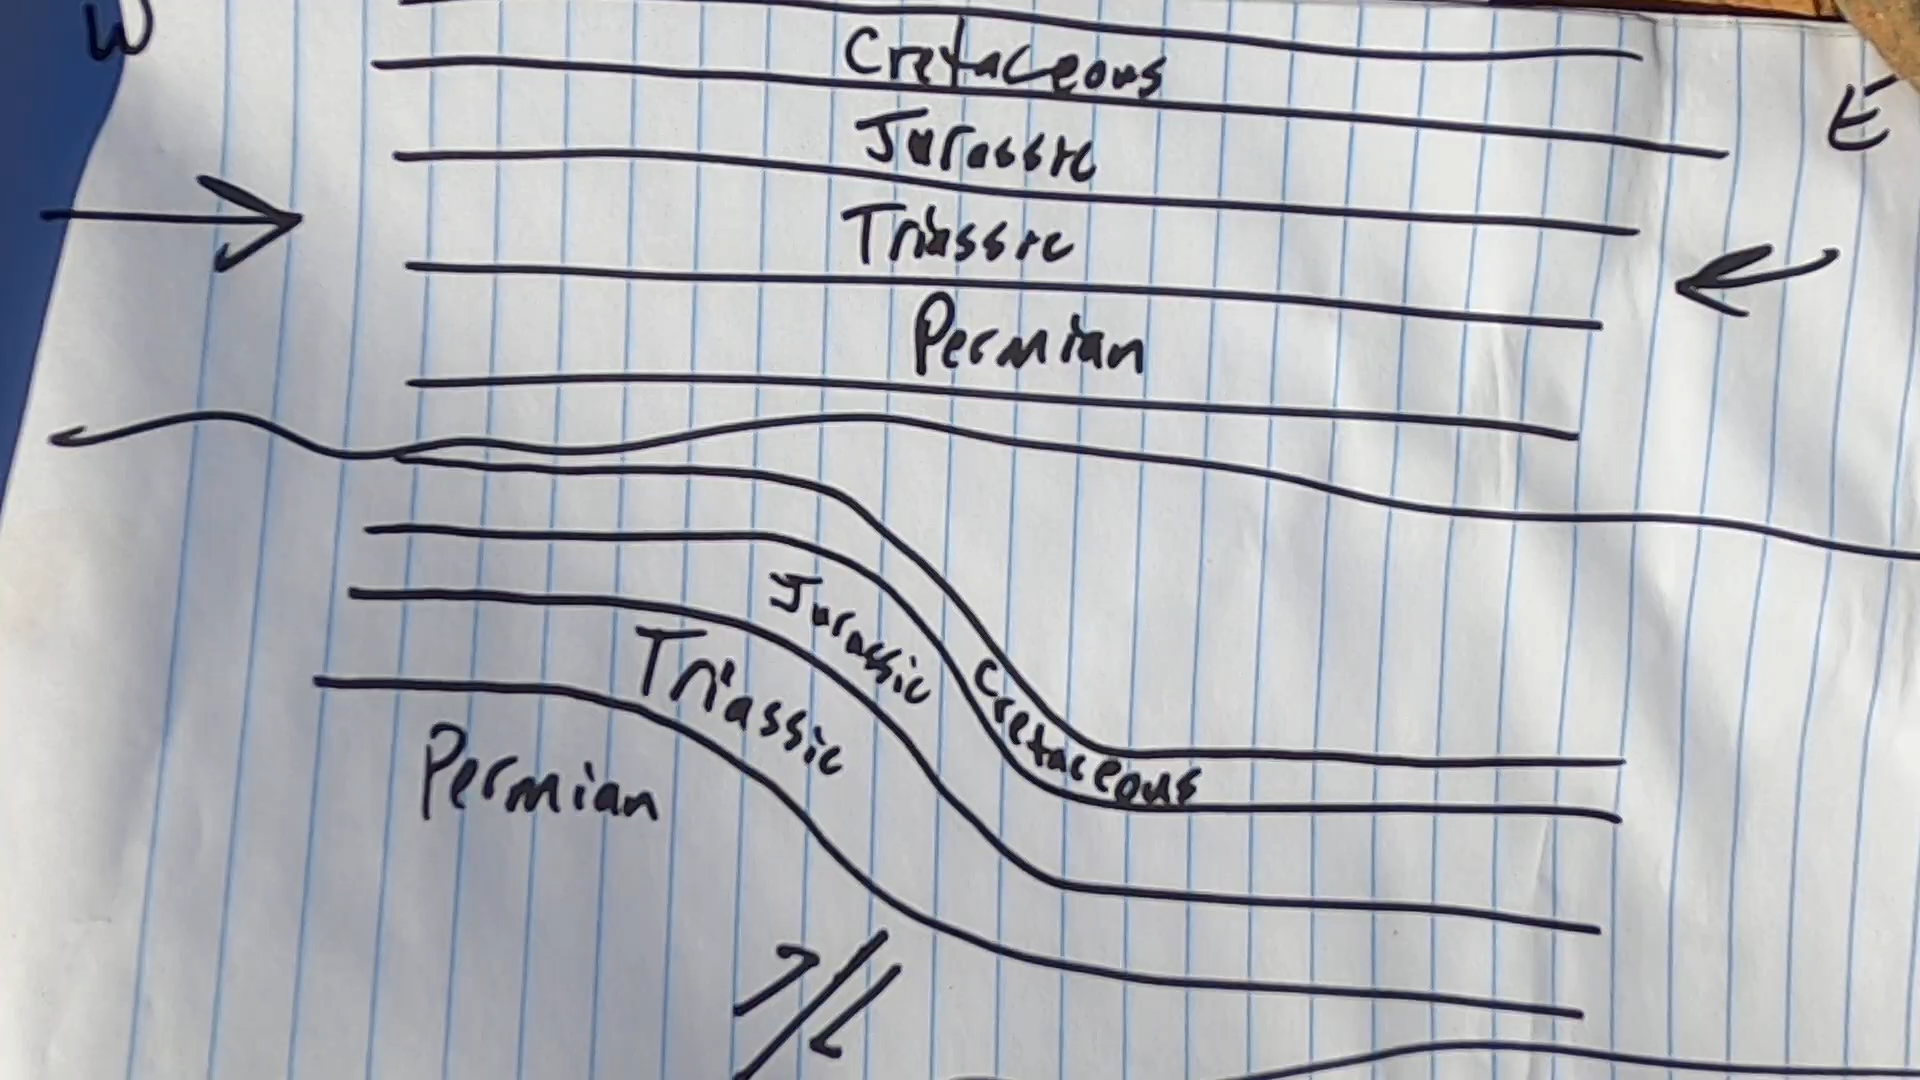 W
Cretaceous
E
Jurassic
Triassic
Permian
Jurassic
Triassic
Cretaceous
Permian